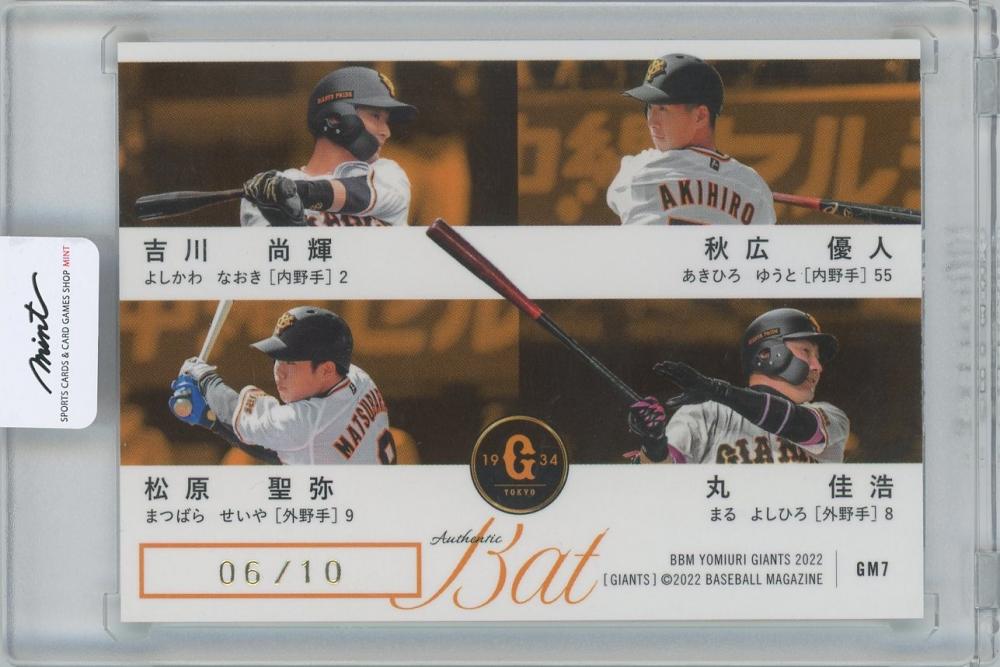 GIANTS PRIDE
AKIHIRO
吉川 尚輝
よしかわ なおき [内野手] 2
秋広 優人
あきひろ ゆうと [内野手] 55
mint
SPORTS CARDS & CARD GAMES SHOP MINT
19 G 34
TOKYO
松原 聖弥
まつばら せいや [外野手] 9
丸 佳浩
まる よしひろ [外野手] 8
06/10
Authentic
Bat
BBM YOMIURI GIANTS 2022
[GIANTS] ©2022 BASEBALL MAGAZINE
GM7